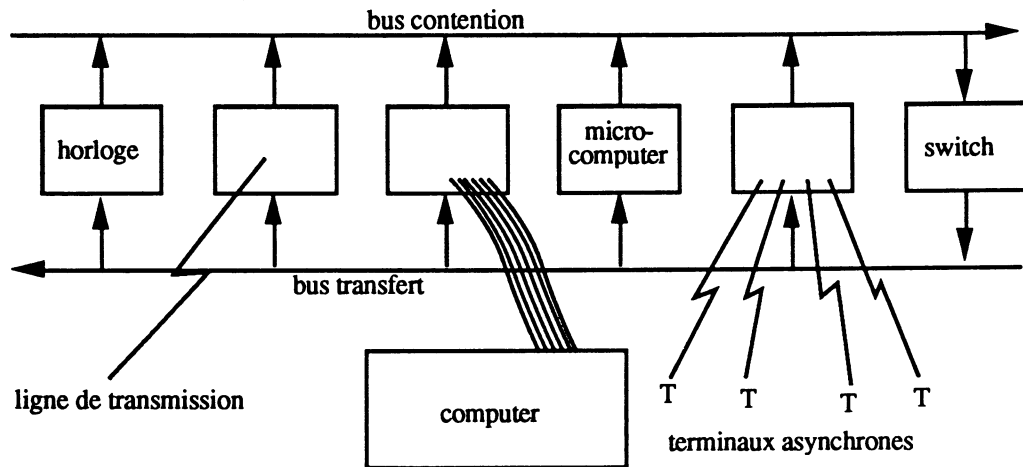 bus contention
horloge
micro-
computer
switch
bus transfert
ligne de transmission
computer
T T T T
terminaux asynchrones